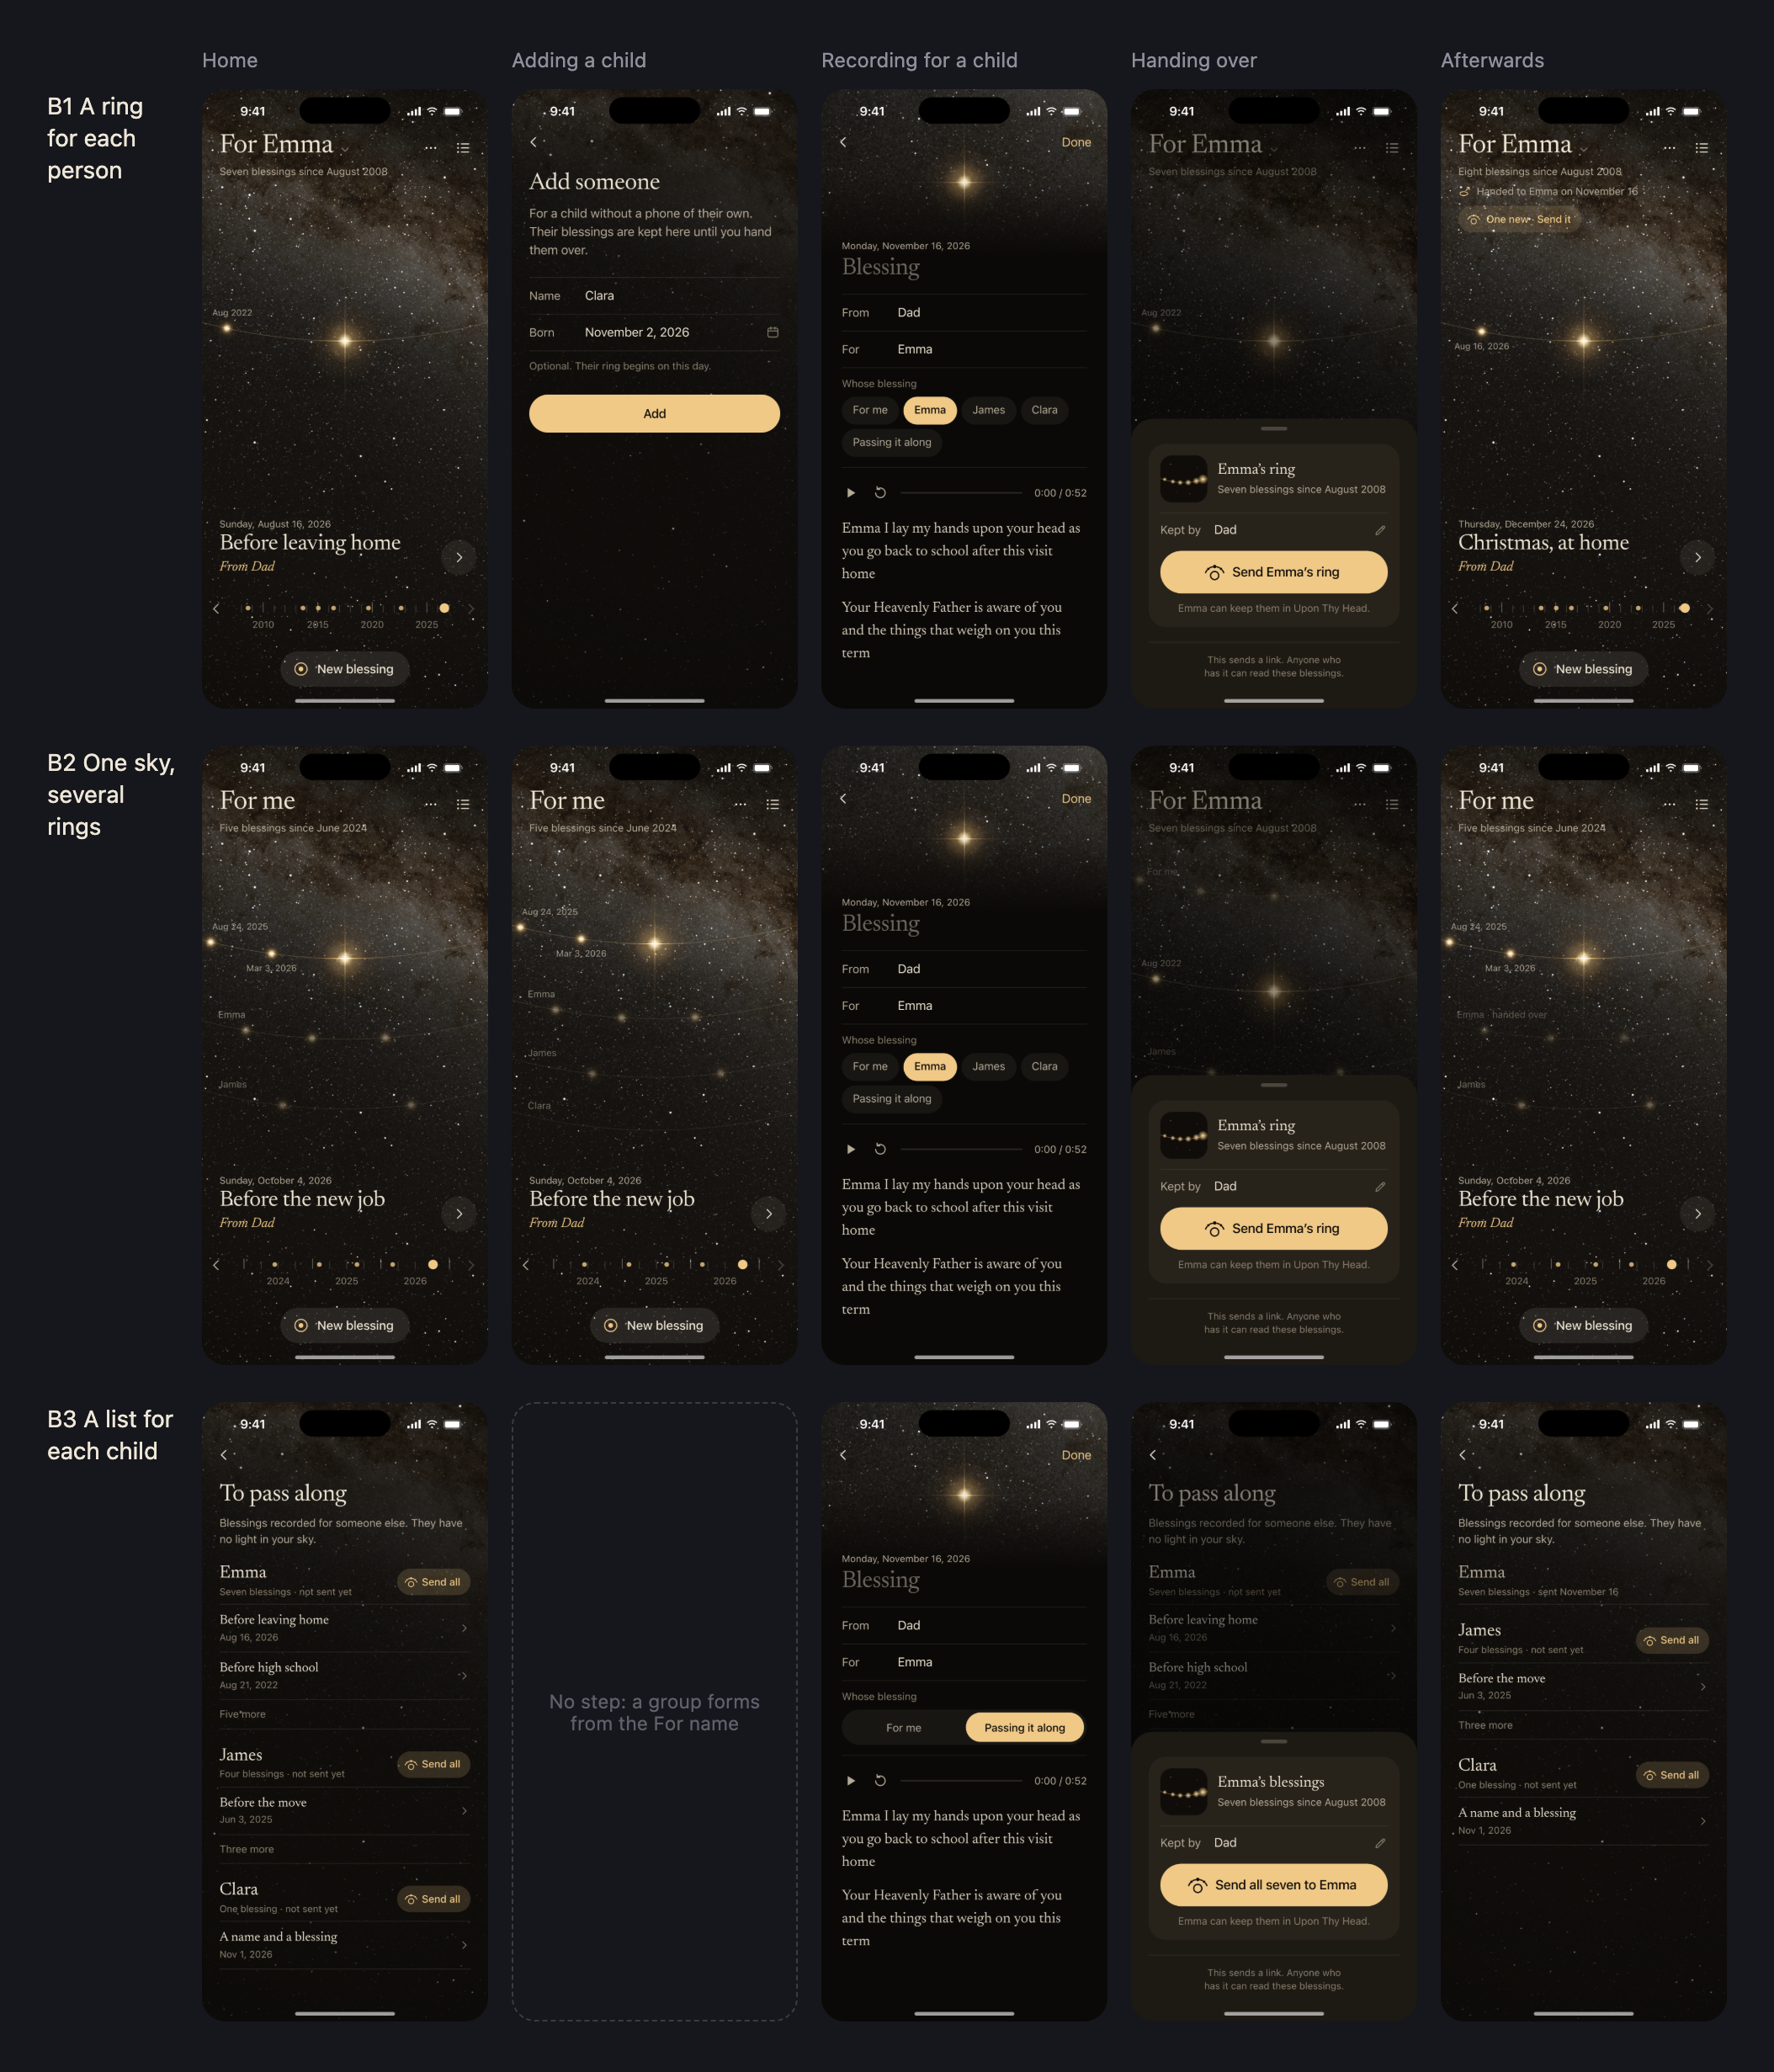 Home
Adding a child
Recording for a child
Handing over
Afterwards
B1 A ring
for each
person
9:41
For Emma
Seven blessings since August 2008
Aug 2022
Sunday, August 16, 2026
Before leaving home
From Dad
2010
2015
2020
2025
New blessing
9:41
Add someone
For a child without a phone of their own.
Their blessings are kept here until you hand
them over.
Name
Clara
Born
November 2, 2026
Optional. Their ring begins on this day.
Add
9:41
Done
Monday, November 16, 2026
Blessing
From
Dad
For
Emma
Whose blessing
For me
Emma
James
Clara
Passing it along
0:00 / 0:52
Emma I lay my hands upon your head as
you go back to school after this visit
home
Your Heavenly Father is aware of you
and the things that weigh on you this
term
9:41
For Emma
Seven blessings since August 2008
Aug 2022
Emma's ring
Seven blessings since August 2008
Kept by
Dad
Send Emma's ring
Emma can keep them in Upon Thy Head.
This sends a link. Anyone who
has it can read these blessings.
9:41
For Emma
Eight blessings since August 2008
Handed to Emma on November 16
One new · Send it
Aug 16, 2026
Thursday, December 24, 2026
Christmas, at home
From Dad
2010
2015
2020
2025
New blessing
B2 One sky,
several
rings
9:41
For me
Five blessings since June 2024
Aug 24, 2025
Mar 3, 2026
Emma
James
Sunday, October 4, 2026
Before the new job
From Dad
2024
2025
2026
New blessing
9:41
For me
Five blessings since June 2024
Aug 24, 2025
Mar 3, 2026
Emma
James
Clara
Sunday, October 4, 2026
Before the new job
From Dad
2024
2025
2026
New blessing
9:41
Done
Monday, November 16, 2026
Blessing
From
Dad
For
Emma
Whose blessing
For me
Emma
James
Clara
Passing it along
0:00 / 0:52
Emma I lay my hands upon your head as
you go back to school after this visit
home
Your Heavenly Father is aware of you
and the things that weigh on you this
term
9:41
For Emma
Seven blessings since August 2008
For me
Aug 2022
James
Emma's ring
Seven blessings since August 2008
Kept by
Dad
Send Emma's ring
Emma can keep them in Upon Thy Head.
This sends a link. Anyone who
has it can read these blessings.
9:41
For me
Five blessings since June 2024
Aug 24, 2025
Mar 3, 2026
Emma · handed over
James
Sunday, October 4, 2026
Before the new job
From Dad
2024
2025
2026
New blessing
B3 A list for
each child
9:41
To pass along
Blessings recorded for someone else. They have
no light in your sky.
Emma
Seven blessings · not sent yet
Send all
Before leaving home
Aug 16, 2026
Before high school
Aug 21, 2022
Five more
James
Four blessings · not sent yet
Send all
Before the move
Jun 3, 2025
Three more
Clara
One blessing · not sent yet
Send all
A name and a blessing
Nov 1, 2026
No step: a group forms
from the For name
9:41
Done
Monday, November 16, 2026
Blessing
From
Dad
For
Emma
Whose blessing
For me
Passing it along
0:00 / 0:52
Emma I lay my hands upon your head as
you go back to school after this visit
home
Your Heavenly Father is aware of you
and the things that weigh on you this
term
9:41
To pass along
Blessings recorded for someone else. They have
no light in your sky.
Emma
Seven blessings · not sent yet
Send all
Before leaving home
Aug 16, 2026
Before high school
Aug 21, 2022
Five more
Emma's blessings
Seven blessings since August 2008
Kept by
Dad
Send all seven to Emma
Emma can keep them in Upon Thy Head.
This sends a link. Anyone who
has it can read these blessings.
9:41
To pass along
Blessings recorded for someone else. They have
no light in your sky.
Emma
Seven blessings · sent November 16
James
Four blessings · not sent yet
Send all
Before the move
Jun 3, 2025
Three more
Clara
One blessing · not sent yet
Send all
A name and a blessing
Nov 1, 2026